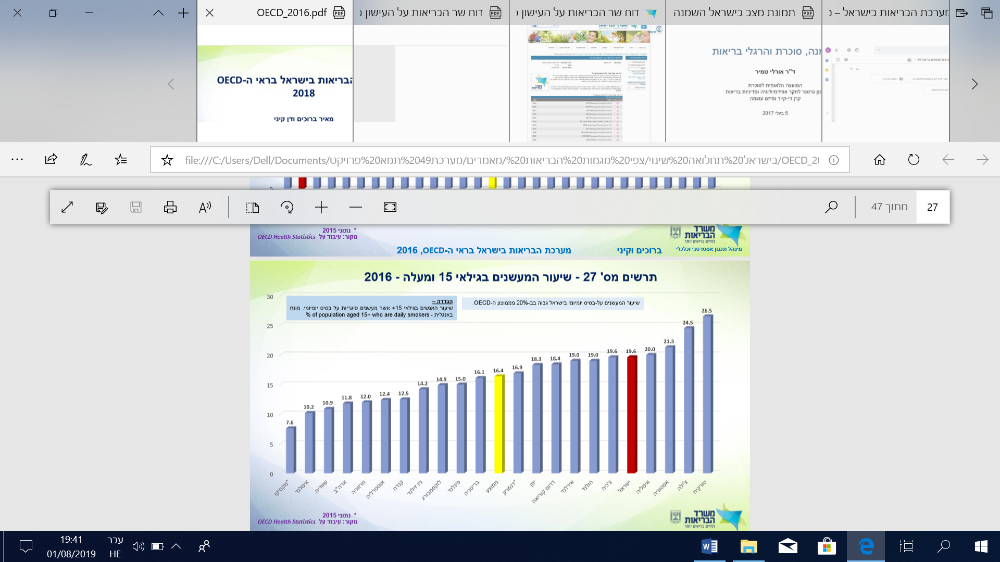 OECD_2016.pdf
דוח שר הבריאות על העישון ב
דוח שר הבריאות על העישון ב
תמונת מצב בישראל השמנה
מערכת הבריאות בישראל –
הבריאות בישראל בראי ה-OECD
2018
מאיר ברוכים ודן קיני
מנה, סוכרת והרגלי בריאות
ד"ר אורלי טמיר
המועצה הלאומית לסוכרת
כון גרטנר לחקר אפידמיולוגיה ומדיניות בריאות
קרן די-קיור ומיזם עוצמה
5 ביולי 2017
file:///C:/Users/Dell/Documents/פרויקט%20תמא%2049מערכת/מאמרים/%20הבריאות%20מגמות%20צפי/שינוי%20תחלואה%20בישראל/OECD_20
27
מתוך 47
0
* נתוני 2015
מקור: עיבוד על OECD Health Statistics
משרד
הבריאות
לחיים בריאים יותר
מינהל תכנון אסטרטגי וכלכלי
ברוכים וקיני
מערכת הבריאות בישראל בראי ה-OECD, 2016
תרשים מס' 27 - שיעור המעשנים בגילאי 15 ומעלה - 2016
שיעור המעשנים על-בסיס יומיומי בישראל גבוה בב-20% מממוצע ה-OECD.
הגדרה –
שיעור האנשים בגילאי 15+ אשר מעשנים סיגריות על בסיס יומיומי. מונח
באנגלית - % of population aged 15+ who are daily smokers
30
25
20
15
10
5
0
7.6
10.2
10.9
11.8
12.0
12.4
12.5
14.2
14.9
15.0
16.1
16.4
16.9
18.3
18.4
19.0
19.0
19.6
19.6
20.0
21.3
24.5
26.5
מקסיקו*
איסלנד
שוודיה
ארה"ב
נורווגיה
אוסטרליה
קנדה
ניו זילנד
לוקסמבורג
פינלנד
בריטניה
ממוצע
דנמרק*
יפן
דרום קוריאה
אירלנד
הולנד
צ'כיה
ישראל
איטליה
אסטוניה
צ'ילה
טורקיה
* נתוני 2015
מקור: עיבוד על OECD Health Statistics
משרד
הבריאות
לחיים בריאים יותר
19:41
01/08/2019
עבר
HE